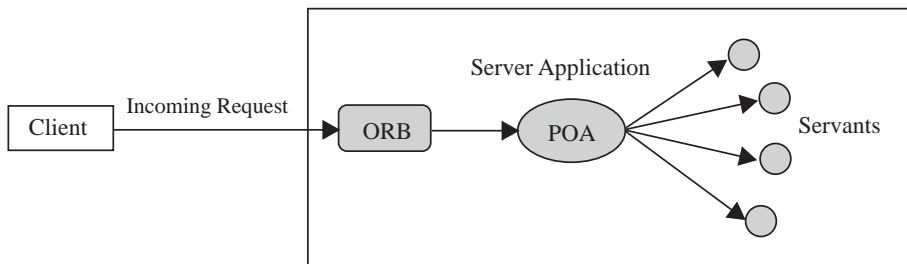 Server Application
Incoming Request
Client
ORB
POA
Servants